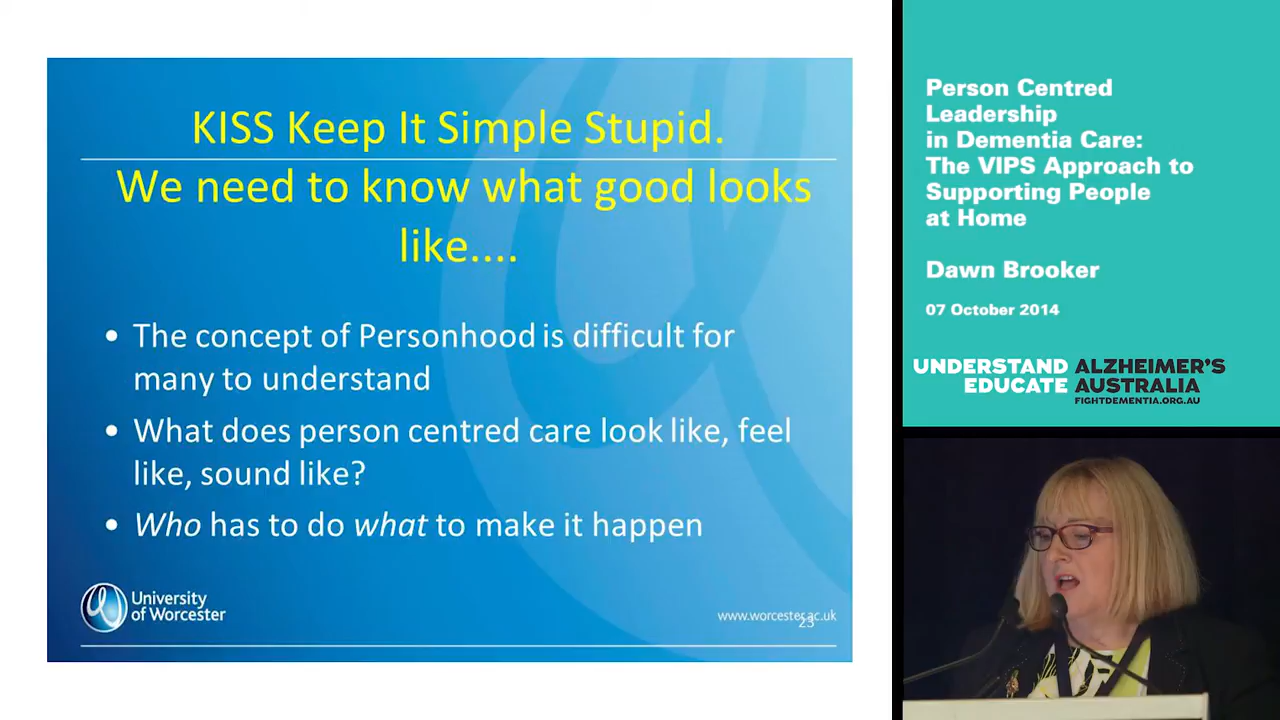 KISS Keep It Simple Stupid.
We need to know what good looks
like....
• The concept of Personhood is difficult for
many to understand
• What does person centred care look like, feel
like, sound like?
• Who has to do what to make it happen
University
of Worcester
www.worcester.ac.uk
23
Person Centred
Leadership
in Dementia Care:
The VIPS Approach to
Supporting People
at Home
Dawn Brooker
07 October 2014
UNDERSTAND ALZHEIMER'S
EDUCATE AUSTRALIA
FIGHTDEMENTIA.ORG.AU